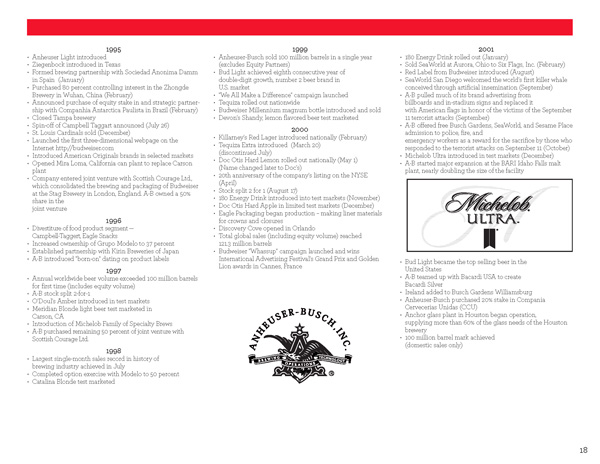 1995
• Anheuser Light introduced
• Ziegenbock introduced in Texas
• Formed brewing partnership with Sociedad Anonima Damm
in Spain (January)
• Purchased 80 percent controlling interest in the Zhongde
Brewery in Wuhan, China (February)
• Announced purchase of equity stake in and strategic partner-
ship with Companhia Antarctica Paulista in Brazil (February)
• Closed Tampa brewery
• Spin-off of Campbell Taggart announced (July 26)
• St. Louis Cardinals sold (December)
• Launched the first three-dimensional webpage on the
Internet http://budweiser.com
• Introduced American Originals brands in selected markets
• Opened Mira Loma, California can plant to replace Carson
plant
• Company entered joint venture with Scottish Courage Ltd.,
which consolidated the brewing and packaging of Budweiser
at the Stag Brewery in London, England. A-B owned a 50%
share in the
joint venture
1996
• Divestiture of food product segment —
Campbell-Taggert, Eagle Snacks
• Increased ownership of Grupo Modelo to 37 percent
• Established partnership with Kirin Breweries of Japan
• A-B introduced "born-on" dating on product labels
1997
• Annual worldwide beer volume exceeded 100 million barrels
for first time (includes equity volume)
• A-B stock split 2-for-1
• O'Doul's Amber introduced in test markets
• Meridian Blonde light beer test marketed in
Carson, CA
• Introduction of Michelob Family of Specialty Brews
• A-B purchased remaining 50 percent of joint venture with
Scottish Courage Ltd.
1998
• Largest single-month sales record in history of
brewing industry achieved in July
• Completed option exercise with Modelo to 50 percent
• Catalina Blonde test marketed
1999
• Anheuser-Busch sold 100 million barrels in a single year
(excludes Equity Partners)
• Bud Light achieved eighth consecutive year of
double-digit growth, number 2 beer brand in
U.S. market
• "We All Make a Difference" campaign launched
• Tequiza rolled out nationwide
• Budweiser Millennium magnum bottle introduced and sold
• Devon's Shandy, lemon flavored beer test marketed
2000
• Killarney's Red Lager introduced nationally (February)
• Tequiza Extra introduced (March 20)
(discontinued July)
• Doc Otis Hard Lemon rolled out nationally (May 1)
(Name changed later to Doc's)
• 20th anniversary of the company's listing on the NYSE
(April)
• Stock split 2 for 1 (August 17)
• 180 Energy Drink introduced into test markets (November)
• Doc Otis Hard Apple in limited test markets (December)
• Eagle Packaging began production - making liner materials
for crowns and closures
• Discovery Cove opened in Orlando
• Total global sales (including equity volume) reached
121.3 million barrels
• Budweiser "Whassup" campaign launched and wins
International Advertising Festival's Grand Prix and Golden
Lion awards in Cannes, France
ANHEUSER-BUSCH, INC.
2001
• 180 Energy Drink rolled out (January)
• Sold SeaWorld at Aurora, Ohio to Six Flags, Inc. (February)
• Red Label from Budweiser introduced (August)
• SeaWorld San Diego welcomed the world's first killer whale
conceived through artificial insemination (September)
• A-B pulled much of its brand advertising from
billboards and in-stadium signs and replaced it
with American flags in honor of the victims of the September
11 terrorist attacks (September)
• A-B offered free Busch Gardens, SeaWorld, and Sesame Place
admission to police, fire, and
emergency workers as a reward for the sacrifice by those who
responded to the terrorist attacks on September 11 (October)
• Michelob Ultra introduced in test markets (December)
• A-B started major expansion at the BARI Idaho Falls malt
plant, nearly doubling the size of the facility
Michelob
ULTRA
• Bud Light became the top selling beer in the
United States
• A-B teamed up with Bacardi USA to create
Bacardi Silver
• Ireland added to Busch Gardens Williamsburg
• Anheuser-Busch purchased 20% stake in Compania
Cervecerias Unidas (CCU)
• Anchor glass plant in Houston began operation,
supplying more than 60% of the glass needs of the Houston
brewery
• 100 million barrel mark achieved
(domestic sales only)
18